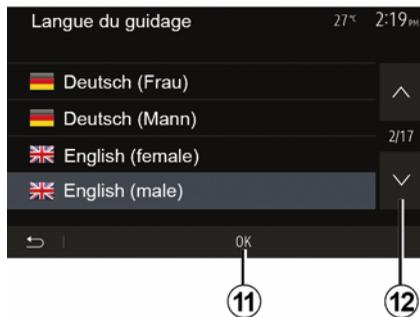 Langue du guidage 27°C 2:19PM
Deutsch (Frau)
Deutsch (Mann)
2/17
English (female)
English (male)
OK
11 12